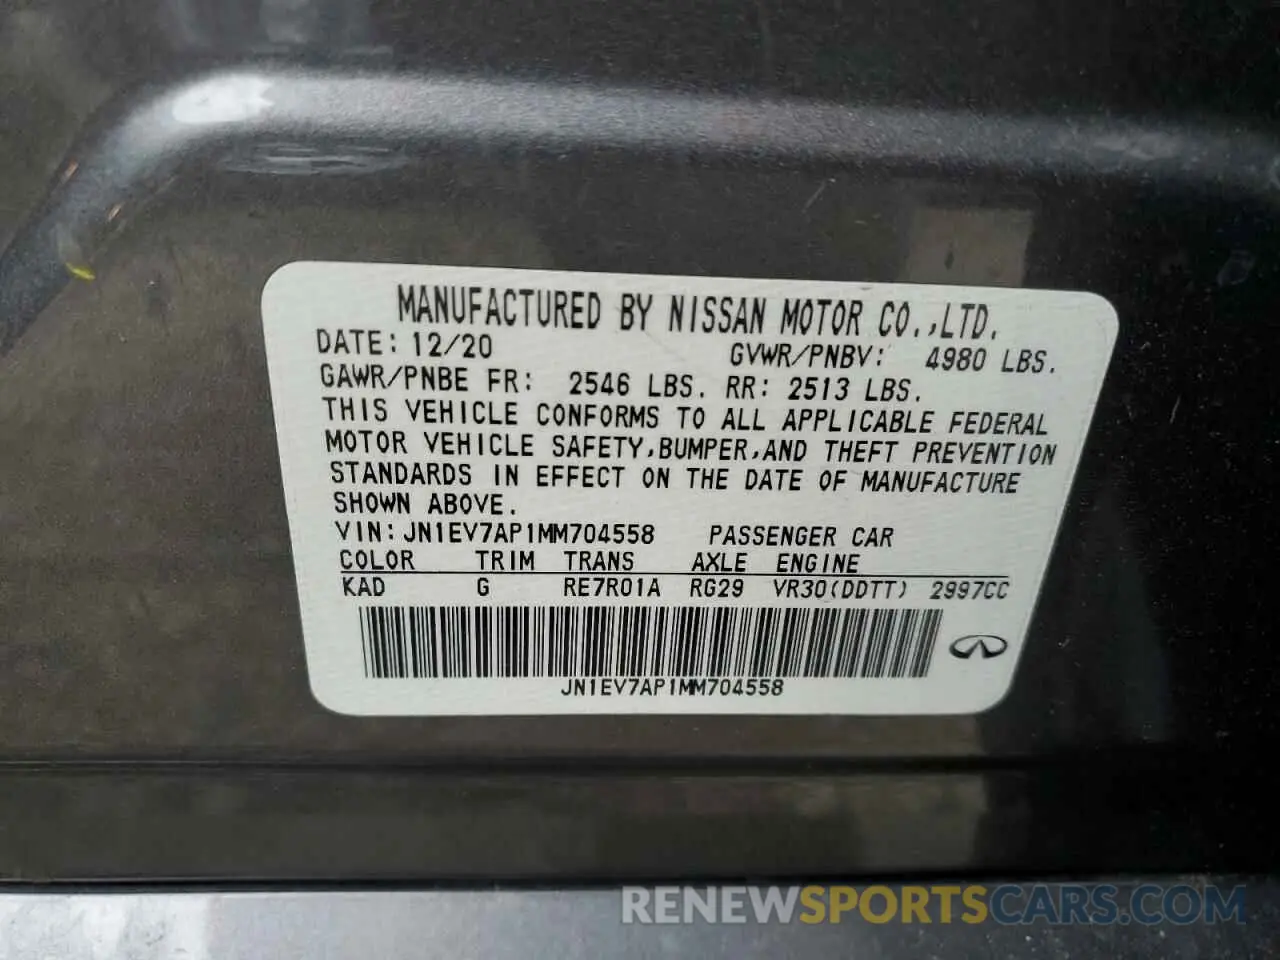 MANUFACTURED BY NISSAN MOTOR CO.,LTD.
DATE: 12/20 GVWR/PNBV: 4980 LBS.
GAWR/PNBE FR: 2546 LBS. RR: 2513 LBS.
THIS VEHICLE CONFORMS TO ALL APPLICABLE FEDERAL
MOTOR VEHICLE SAFETY,BUMPER,AND THEFT PREVENTION
STANDARDS IN EFFECT ON THE DATE OF MANUFACTURE
SHOWN ABOVE.
VIN: JN1EV7AP1MM704558 PASSENGER CAR
COLOR TRIM TRANS AXLE ENGINE
KAD G RE7R01A RG29 VR30(DDTT) 2997CC
JN1EV7AP1MM704558
RENEWSPORTSCARS.COM